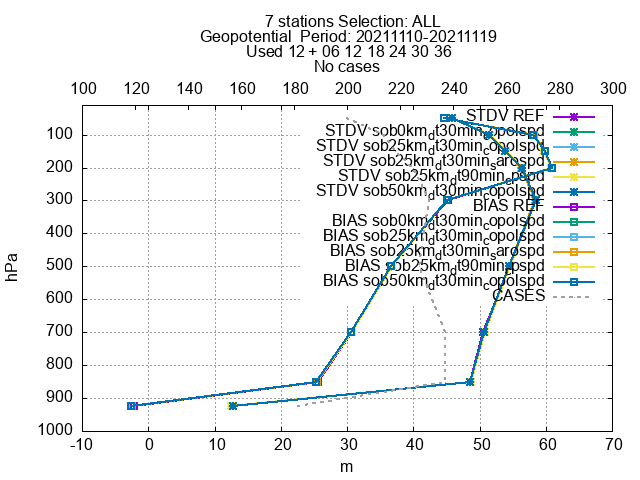 7 stations Selection: ALL
Geopotential Period: 20211110-20211119
Used 12 + 06 12 18 24 30 36
No cases
100 120 140 160 180 200 220 240 260 280 300
STDV REF
STDV sob0km_dt30min_copolspd
STDV sob25km_dt30min_copolspd
STDV sob25km_dt30min_sarospd
STDV sob25km_dt90min_pspd
STDV sob50km_dt30min_copolspd
BIAS REF
BIAS sob0km_dt30min_copolspd
BIAS sob25km_dt30min_copolspd
BIAS sob25km_dt30min_sarospd
BIAS sob25km_dt90min_pspd
BIAS sob50km_dt30min_copolspd
CASES
100
200
300
400
500
600
700
800
900
1000
hPa
-10 0 10 20 30 40 50 60 70
m